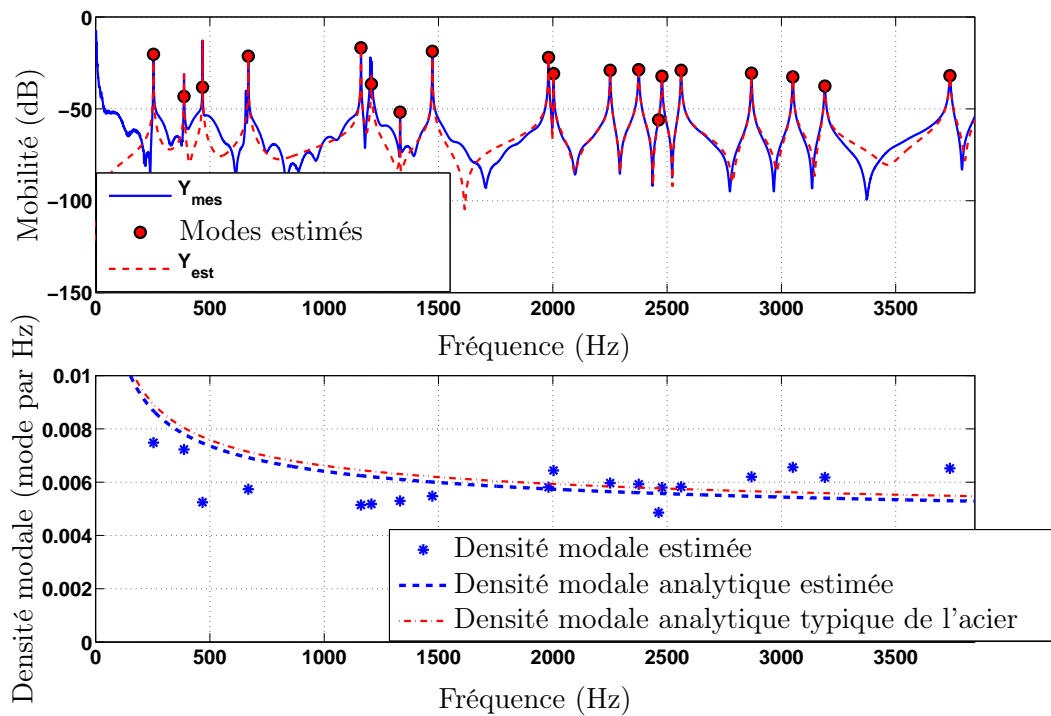 Mobilité (dB)
0
−50
−100
−150
Y_mes
Modes estimés
Y_est
0 500 1000 1500 2000 2500 3000 3500
Fréquence (Hz)
Densité modale (mode par Hz)
0.01
0.008
0.006
0.004
0.002
0
Densité modale estimée
Densité modale analytique estimée
Densité modale analytique typique de l'acier
0 500 1000 1500 2000 2500 3000 3500
Fréquence (Hz)